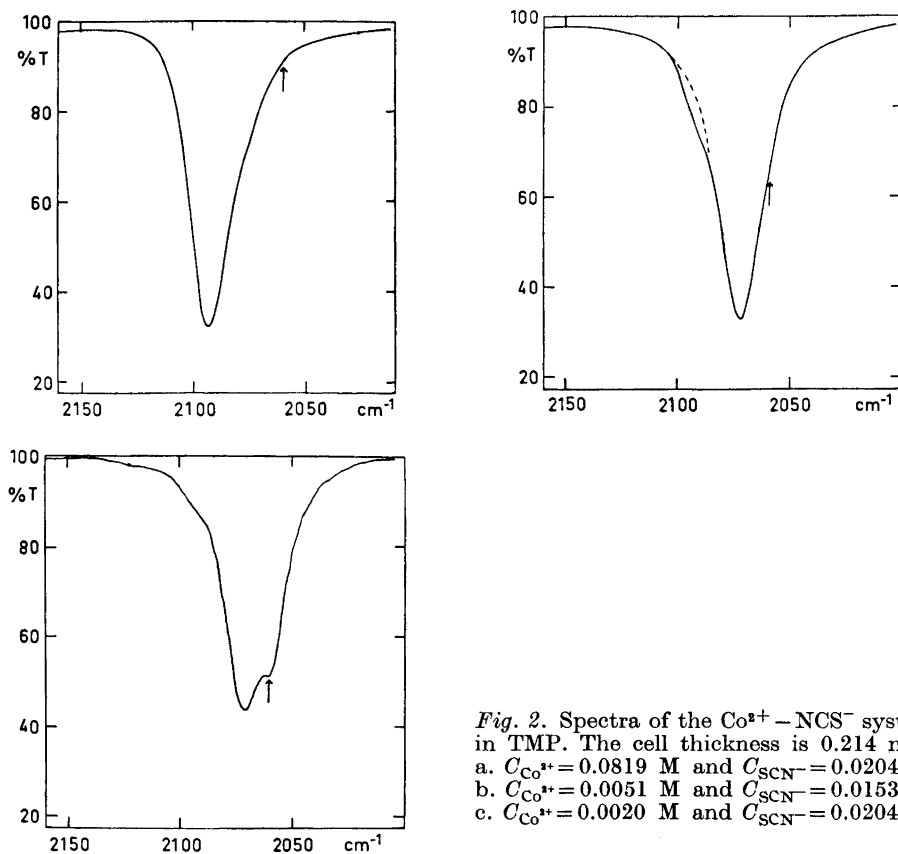 100
%T
80
60
40
20
2150 2100 2050 cm⁻¹
100
%T
80
60
40
20
2150 2100 2050 cm⁻¹
100
%T
80
60
40
20
2150 2100 2050 cm⁻¹
Fig. 2. Spectra of the Co²⁺—NCS⁻
in TMP. The cell thickness is 0.214
a. C_Co²⁺=0.0819 M and C_SCN⁻=0.0204
b. C_Co²⁺=0.0051 M and C_SCN⁻=0.0153
c. C_Co²⁺=0.0020 M and C_SCN⁻=0.0204